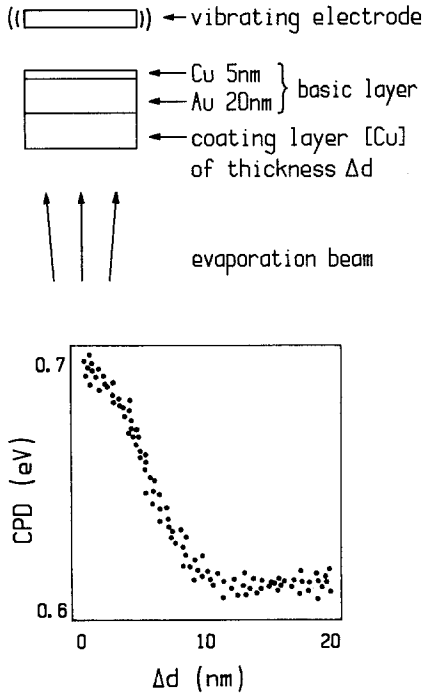 vibrating electrode
Cu 5nm
Au 20nm
basic layer
coating layer [Cu]
of thickness Δd
evaporation beam
0.7
CPD (eV)
0.6
0 10 20
Δd (nm)